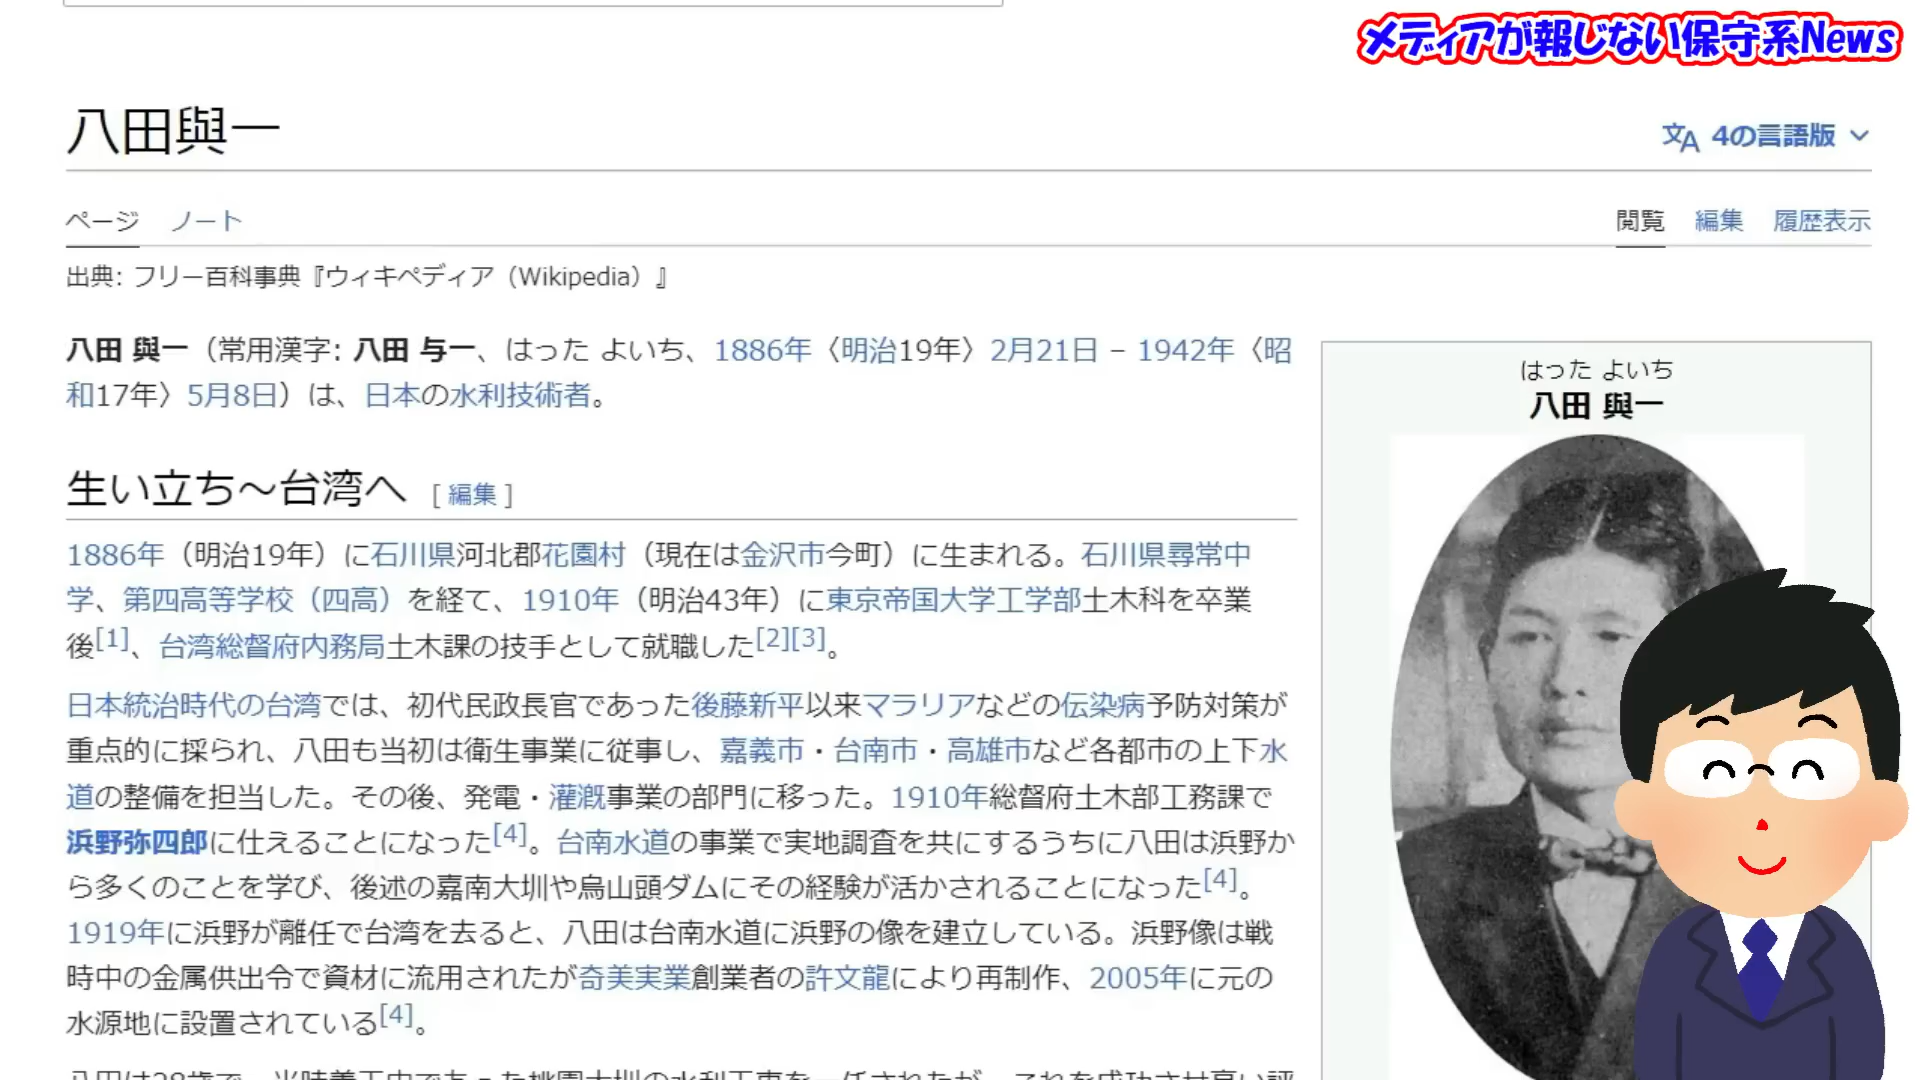 メディアが報じない保守系News
八田與一
文A 4の言語版
ページ ノート 閲覧 編集 履歴表示
出典: フリー百科事典『ウィキペディア（Wikipedia）』
八田 與一（常用漢字: 八田 与一、はった よいち、1886年〈明治19年〉2月21日 – 1942年〈昭
和17年〉5月8日）は、日本の水利技術者。
はった よいち
八田 與一
生い立ち～台湾へ [ 編集 ]
1886年（明治19年）に石川県河北郡花園村（現在は金沢市今町）に生まれる。石川県尋常中
学、第四高等学校（四高）を経て、1910年（明治43年）に東京帝国大学工学部土木科を卒業
後[1]、台湾総督府内務局土木課の技手として就職した[2][3]。
日本統治時代の台湾では、初代民政長官であった後藤新平以来マラリアなどの伝染病予防対策が
重点的に採られ、八田も当初は衛生事業に従事し、嘉義市・台南市・高雄市など各都市の上下水
道の整備を担当した。その後、発電・灌漑事業の部門に移った。1910年総督府土木部工務課で
浜野弥四郎に仕えることになった[4]。台南水道の事業で実地調査を共にするうちに八田は浜野か
ら多くのことを学び、後述の嘉南大圳や烏山頭ダムにその経験が活かされることになった[4]。
1919年に浜野が離任で台湾を去ると、八田は台南水道に浜野の像を建立している。浜野像は戦
時中の金属供出令で資材に流用されたが奇美実業創業者の許文龍により再制作、2005年に元の
水源地に設置されている[4]。